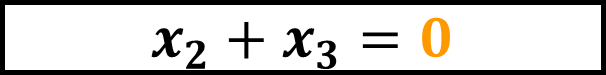 x₂ + x₃ = 0